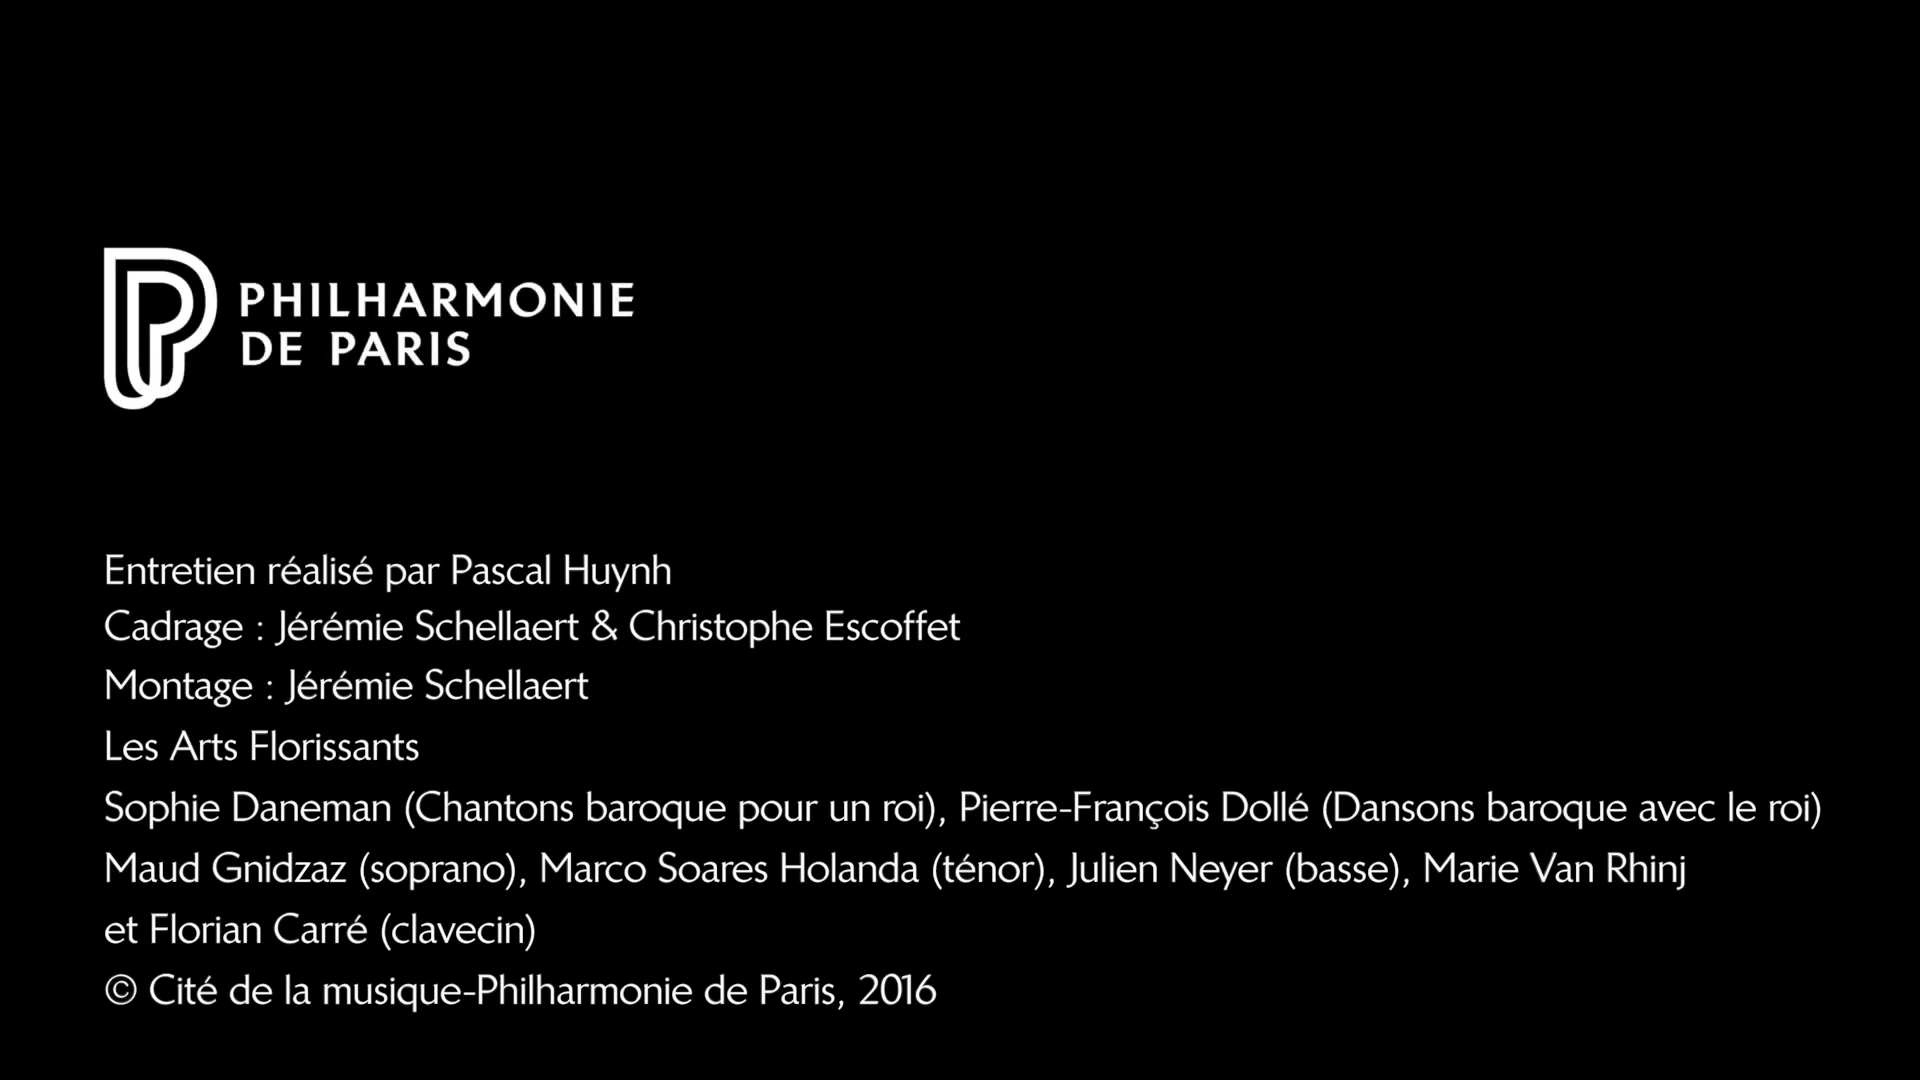 PHILHARMONIE
DE PARIS
Entretien réalisé par Pascal Huynh
Cadrage : Jérémie Schellaert & Christophe Escoffet
Montage : Jérémie Schellaert
Les Arts Florissants
Sophie Daneman (Chantons baroque pour un roi), Pierre-François Dollé (Dansons baroque avec le roi)
Maud Gnidzaz (soprano), Marco Soares Holanda (ténor), Julien Neyer (basse), Marie Van Rhinj
et Florian Carré (clavecin)
© Cité de la musique-Philharmonie de Paris, 2016